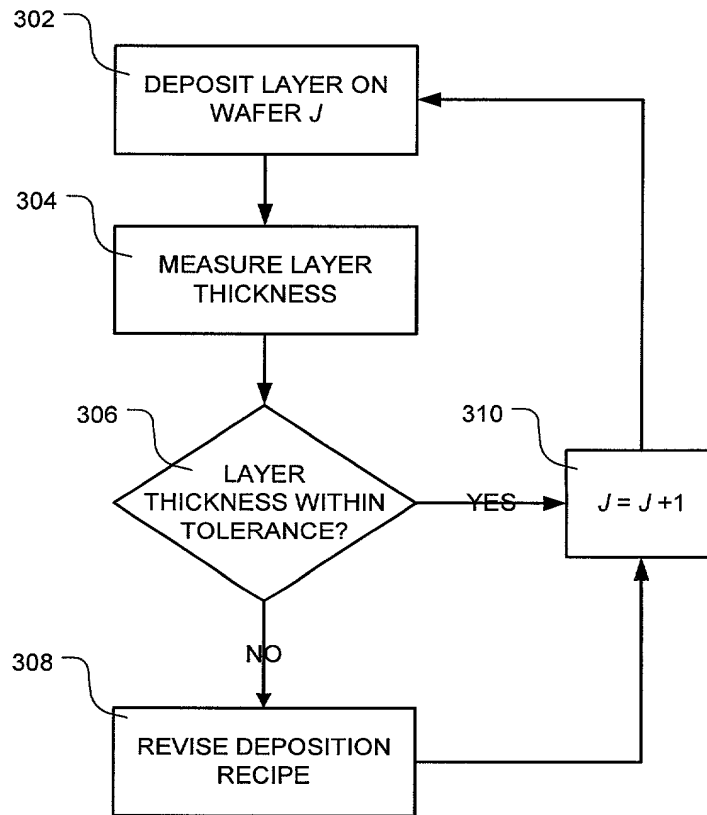 302
DEPOSIT LAYER ON
WAFER J
304
MEASURE LAYER
THICKNESS
306
LAYER
THICKNESS WITHIN
TOLERANCE?
YES
310
J = J +1
NO
308
REVISE DEPOSITION
RECIPE